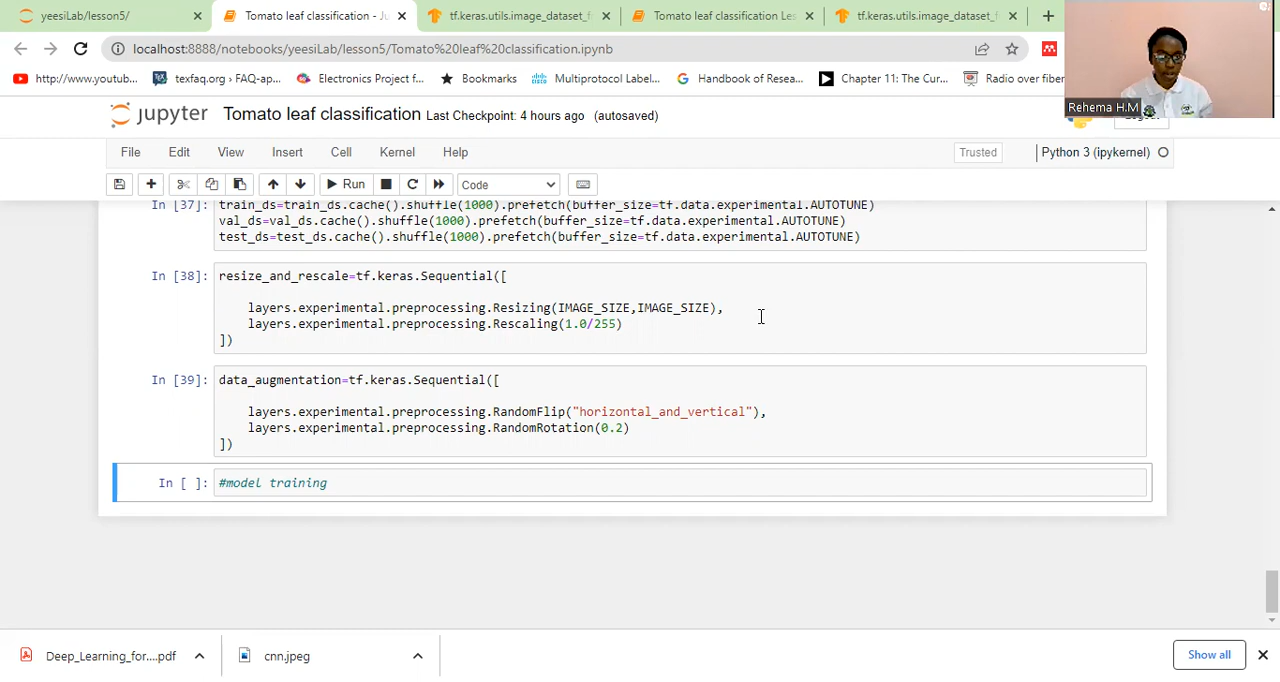 yeesiLab/lesson5/
Tomato leaf classification - Ju
tf.keras.utils.image_dataset_f
Tomato leaf classification Les
tf.keras.utils.image_dataset_f
localhost:8888/notebooks/yeesiLab/lesson5/Tomato%20leaf%20classification.ipynb
http://www.youtub...
texfaq.org › FAQ-ap...
Electronics Project f...
Bookmarks
Multiprotocol Label...
Handbook of Resea...
Chapter 11: The Cur...
Radio over fiber
Rehema H.M
jupyter Tomato leaf classification Last Checkpoint: 4 hours ago (autosaved)
File Edit View Insert Cell Kernel Help
Trusted
Python 3 (ipykernel)
Run
Code
In [37]: train_ds=train_ds.cache().shuffle(1000).prefetch(buffer_size=tf.data.experimental.AUTOTUNE)
val_ds=val_ds.cache().shuffle(1000).prefetch(buffer_size=tf.data.experimental.AUTOTUNE)
test_ds=test_ds.cache().shuffle(1000).prefetch(buffer_size=tf.data.experimental.AUTOTUNE)
In [38]: resize_and_rescale=tf.keras.Sequential([
layers.experimental.preprocessing.Resizing(IMAGE_SIZE,IMAGE_SIZE),
layers.experimental.preprocessing.Rescaling(1.0/255)
])
In [39]: data_augmentation=tf.keras.Sequential([
layers.experimental.preprocessing.RandomFlip("horizontal_and_vertical"),
layers.experimental.preprocessing.RandomRotation(0.2)
])
In [ ]: #model training
Deep_Learning_for....pdf
cnn.jpeg
Show all